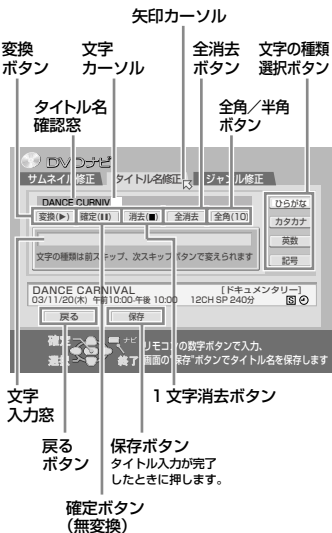 矢印カーソル
変換
ボタン
文字
カーソル
全消去
ボタン
文字の種類
選択ボタン
タイトル名
確認窓
全角／半角
ボタン
DVDナビ
サムネイル修正 タイトル名修正 ジャンル修正
DANCE CURNIV
変換(▶) 確定(❚❚) 消去(■) 全消去 全角(10)
ひらがな
カタカナ
英数
記号
文字の種類は前スキップ、次スキップボタンで変えられます
DANCE CARNIVAL [ドキュメンタリー]
03/11/20(木) 午前10:00-午後 10:00 12CH SP 240分 S
戻る 保存
確定
選択
ナビ
終了
リモコンの数字ボタンで入力、
画面の"保存"ボタンでタイトル名を保存します
文字
入力窓
1文字消去ボタン
戻る
ボタン
保存ボタン
タイトル入力が完了
したときに押します。
確定ボタン
（無変換）